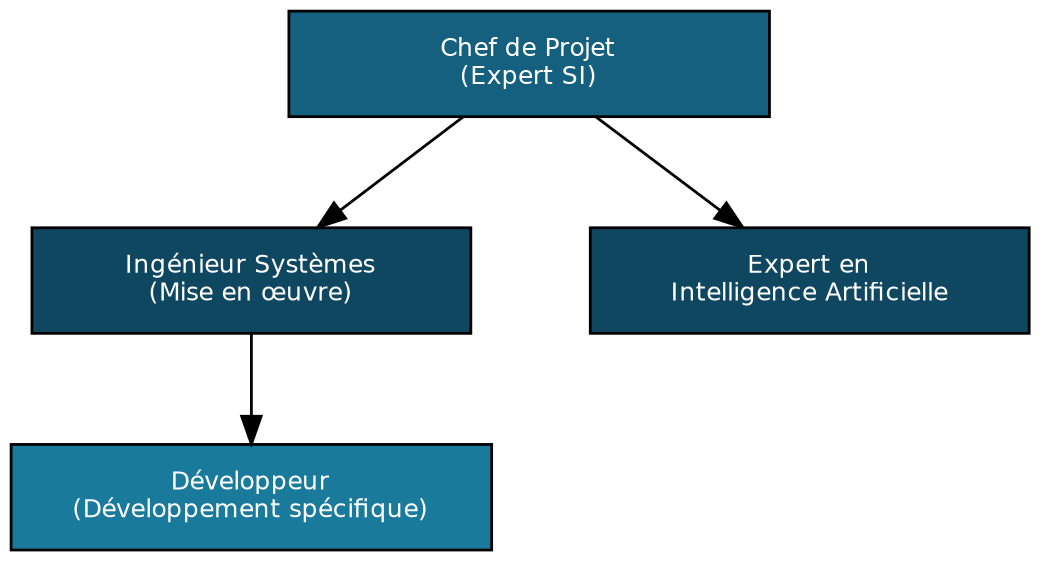 Chef de Projet
(Expert SI)
Ingénieur Systèmes
(Mise en œuvre)
Expert en
Intelligence Artificielle
Développeur
(Développement spécifique)